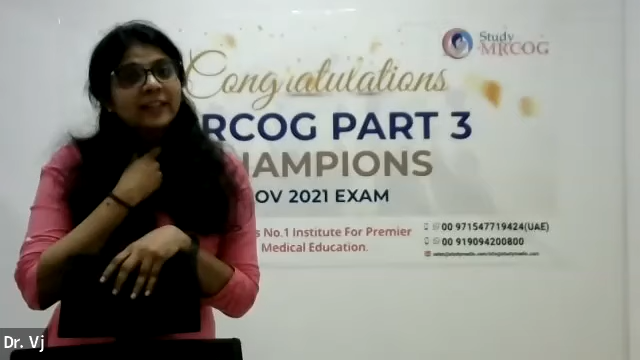 Study
MRCOG
Congratulations
RCOG PART 3
HAMPIONS
OV 2021 EXAM
s No.1 Institute For Premier
Medical Education.
00 971547719424(UAE)
00 919094200800
Dr. Vj